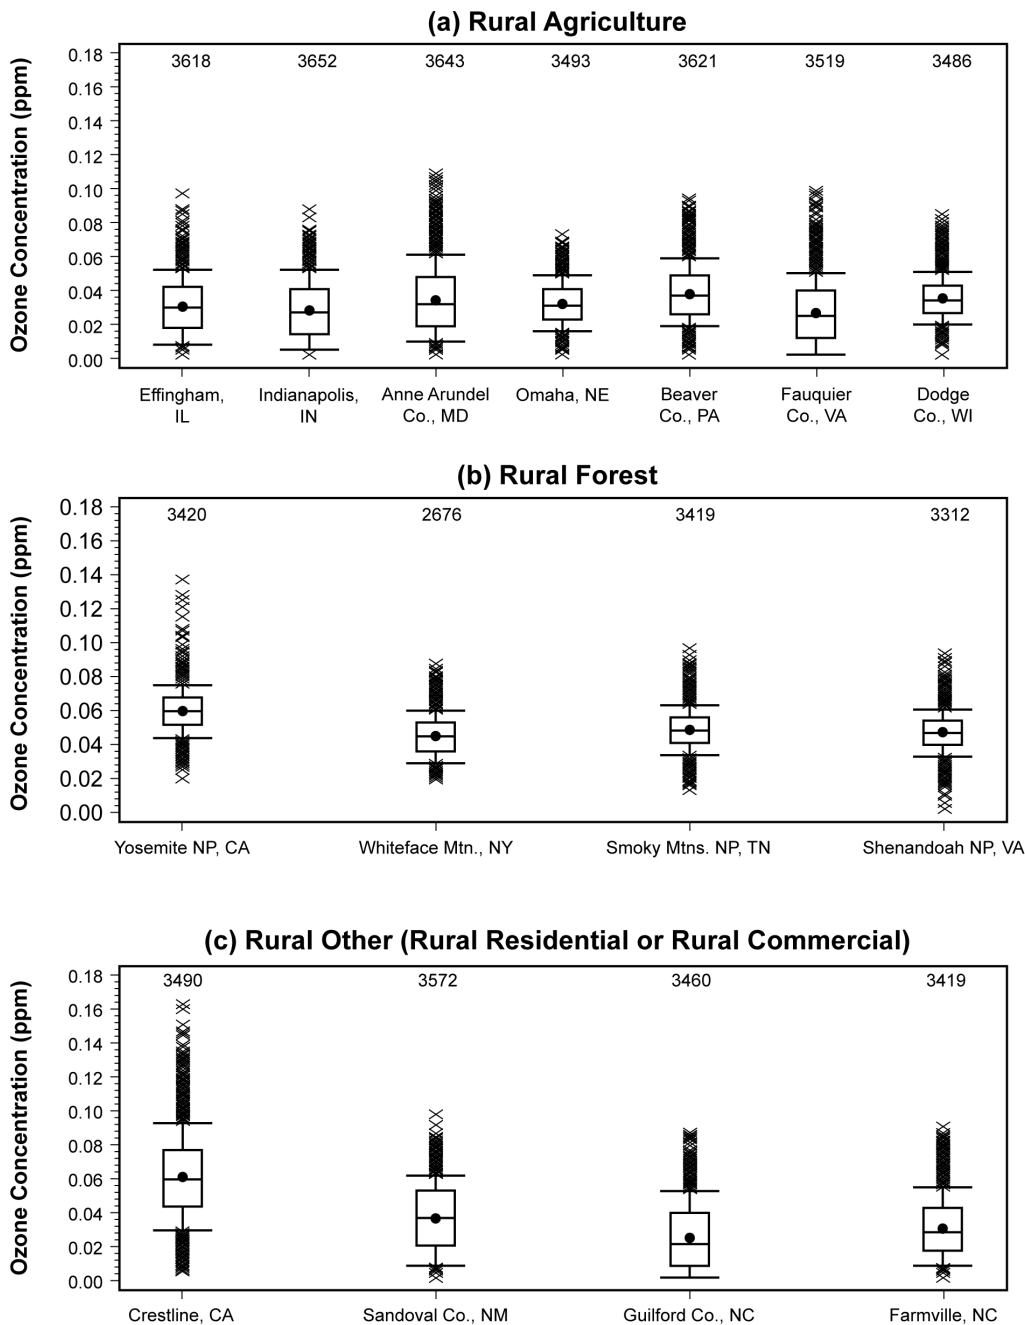 (a) Rural Agriculture
Ozone Concentration (ppm)
0.18
0.16
0.14
0.12
0.10
0.08
0.06
0.04
0.02
0.00
3618 3652 3643 3493 3621 3519 3486
Effingham, Indianapolis, Anne Arundel Omaha, NE Beaver Fauquier Dodge
IL IN Co., MD Co., PA Co., VA Co., WI
(b) Rural Forest
Ozone Concentration (ppm)
0.18
0.16
0.14
0.12
0.10
0.08
0.06
0.04
0.02
0.00
3420 2676 3419 3312
Yosemite NP, CA Whiteface Mtn., NY Smoky Mtns. NP, TN Shenandoah NP, VA
(c) Rural Other (Rural Residential or Rural Commercial)
Ozone Concentration (ppm)
0.18
0.16
0.14
0.12
0.10
0.08
0.06
0.04
0.02
0.00
3490 3572 3460 3419
Crestline, CA Sandoval Co., NM Guilford Co., NC Farmville, NC